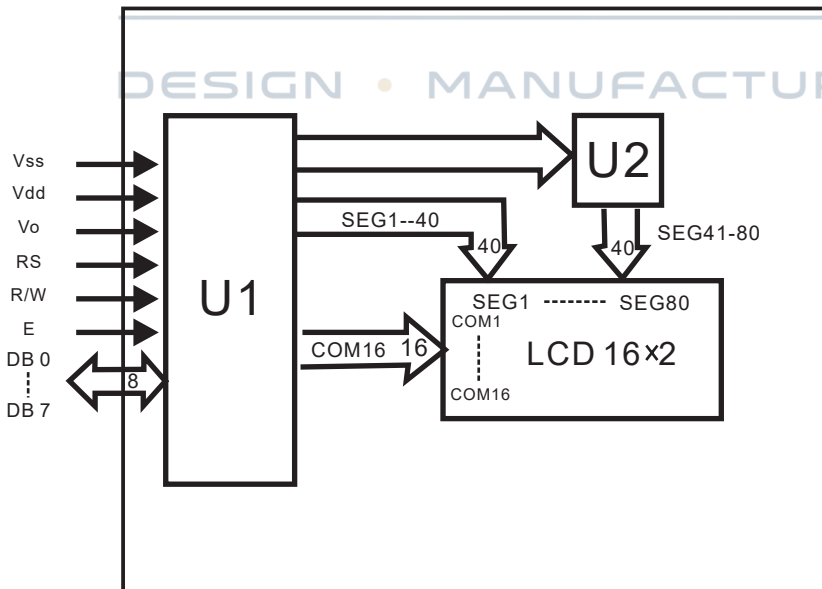 DESIGN • MANUFACTUR
Vss
Vdd
Vo
RS
R/W
E
DB 0
DB 7
8
U1
U2
SEG1--40
40
SEG41-80
40
COM16 16
SEG1 -------- SEG80
COM1
COM16
LCD 16×2